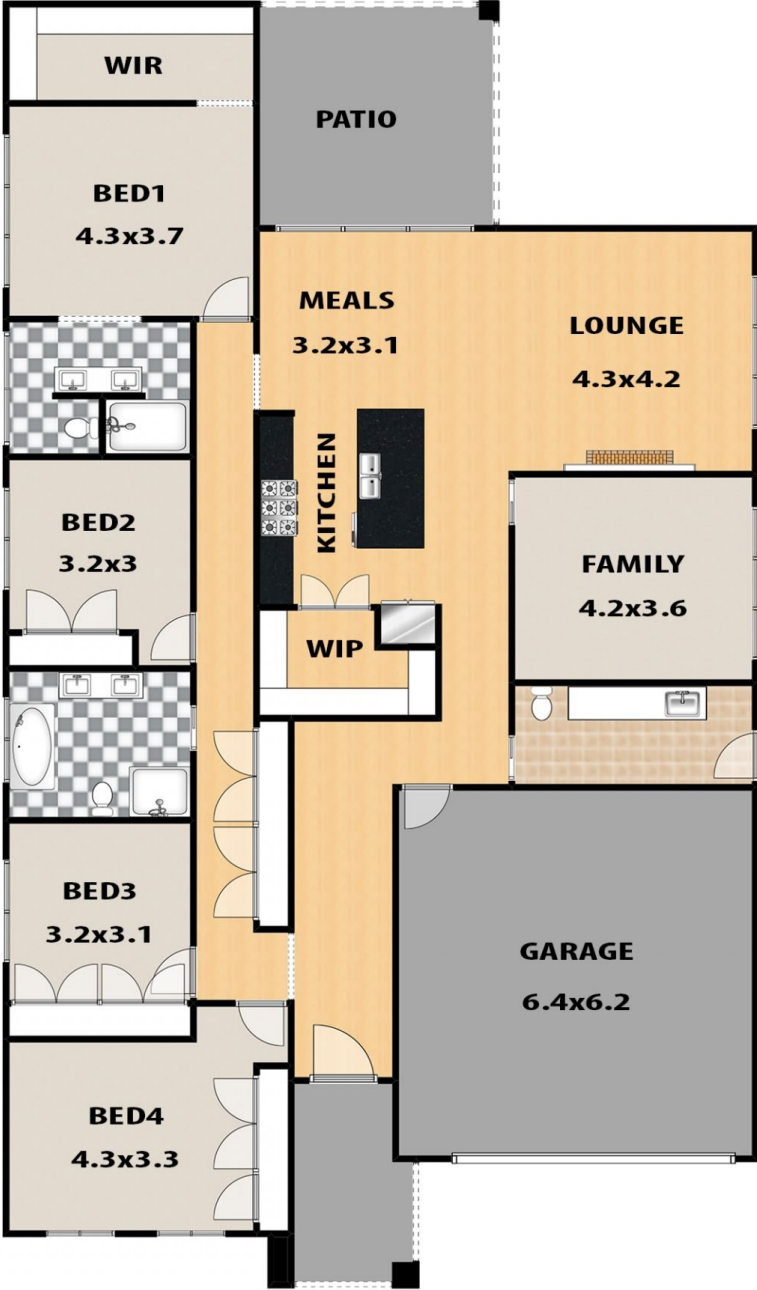 WIR
PATIO
BED1
4.3x3.7
MEALS
3.2x3.1
LOUNGE
4.3x4.2
KITCHEN
BED2
3.2x3
FAMILY
4.2x3.6
WIP
BED3
3.2x3.1
GARAGE
6.4x6.2
BED4
4.3x3.3